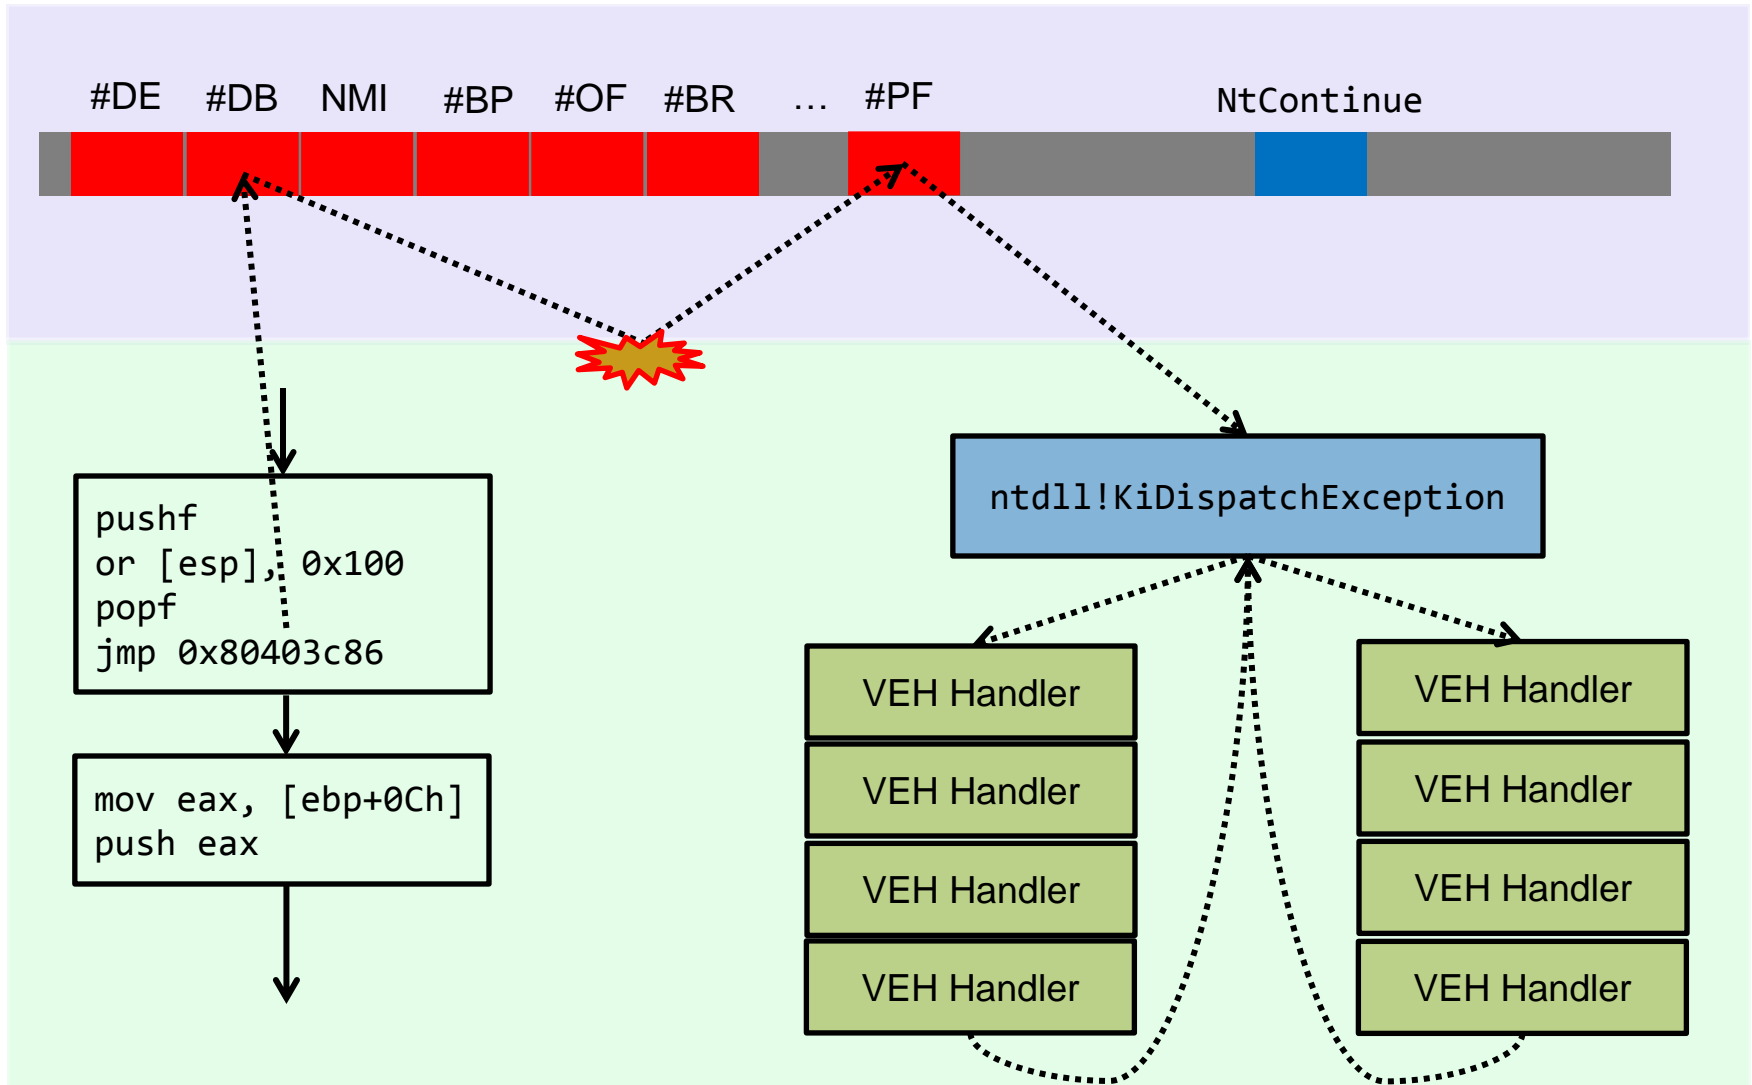 #DE #DB NMI #BP #OF #BR ... #PF NtContinue
pushf
or [esp], 0x100
popf
jmp 0x80403c86
mov eax, [ebp+0Ch]
push eax
ntdll!KiDispatchException
VEH Handler
VEH Handler
VEH Handler
VEH Handler
VEH Handler
VEH Handler
VEH Handler
VEH Handler